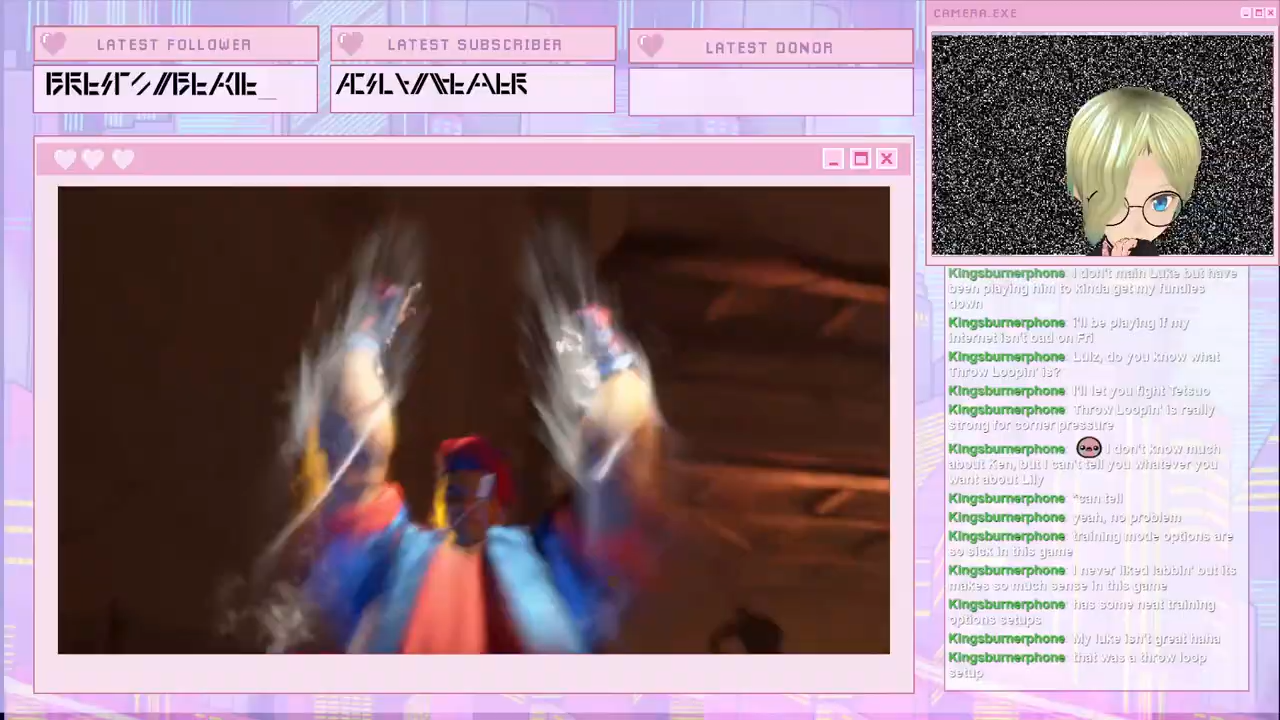 CAMERA.EXE
LATEST FOLLOWER
LATEST SUBSCRIBER
LATEST DONOR
Kingsburnerphone I don't main Luke but have
been playing him to kinda get my fundies
down
Kingsburnerphone i'll be playing if my
internet isn't bad on Fri
Kingsburnerphone Lulz, do you know what
Throw Loopin' is?
Kingsburnerphone I'll let you fight Tetsuo
Kingsburnerphone Throw Loopin' is really
strong for corner pressure
Kingsburnerphone I don't know much
about Ken, but I can't tell you whatever you
want about Lily
Kingsburnerphone *can tell
Kingsburnerphone yeah, no problem
Kingsburnerphone training mode options are
so sick in this game
Kingsburnerphone I never liked labbin' but its
makes so much sense in this game
Kingsburnerphone has some neat training
options setups
Kingsburnerphone My luke isn't great haha
Kingsburnerphone that was a throw loop
setup